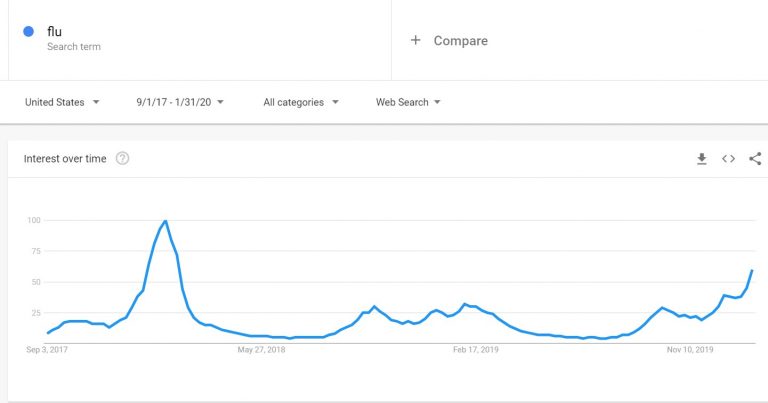 flu
Search term
+ Compare
United States
9/1/17 - 1/31/20
All categories
Web Search
Interest over time ?
100
75
50
25
Sep 3, 2017
May 27, 2018
Feb 17, 2019
Nov 10, 2019